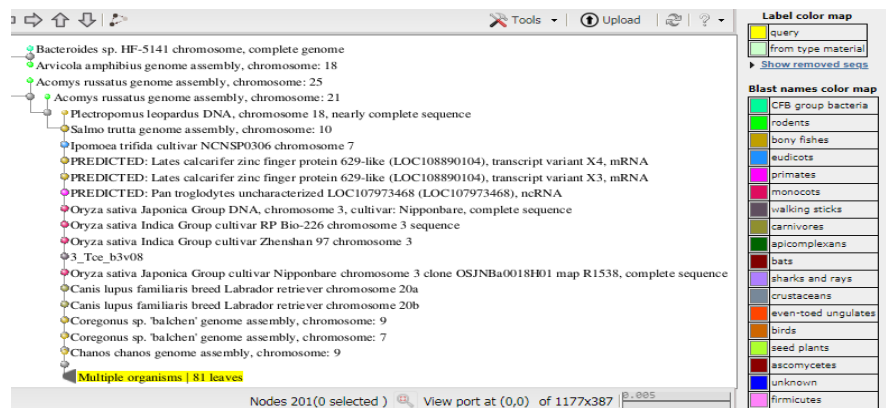 Tools
Upload
?
Bacteroides sp. HF-5141 chromosome, complete genome
Arvicola amphibius genome assembly, chromosome: 18
Acomys russatus genome assembly, chromosome: 25
Acomys russatus genome assembly, chromosome: 21
Plectropomus leopardus DNA, chromosome 18, nearly complete sequence
Salmo trutta genome assembly, chromosome: 10
Ipomoea trifida cultivar NCNSP0306 chromosome 7
PREDICTED: Lates calcarifer zinc finger protein 629-like (LOC108890104), transcript variant X4, mRNA
PREDICTED: Lates calcarifer zinc finger protein 629-like (LOC108890104), transcript variant X3, mRNA
PREDICTED: Pan troglodytes uncharacterized LOC107973468 (LOC107973468), ncRNA
Oryza sativa Japonica Group DNA, chromosome 3, cultivar: Nipponbare, complete sequence
Oryza sativa Indica Group cultivar RP Bio-226 chromosome 3 sequence
Oryza sativa Indica Group cultivar Zhenshan 97 chromosome 3
3_Tce_b3v08
Oryza sativa Japonica Group cultivar Nipponbare chromosome 3 clone OSJNBa0018H01 map R1538, complete sequence
Canis lupus familiaris breed Labrador retriever chromosome 20a
Canis lupus familiaris breed Labrador retriever chromosome 20b
Coregonus sp. 'balchen' genome assembly, chromosome: 9
Coregonus sp. 'balchen' genome assembly, chromosome: 7
Chanos chanos genome assembly, chromosome: 9
Multiple organisms | 81 leaves
Nodes 201(0 selected )
View port at (0,0) of 1177x387
0.005
Label color map
query
from type material
Show removed seqs
Blast names color map
CFB group bacteria
rodents
bony fishes
eudicots
primates
monocots
walking sticks
carnivores
apicomplexans
bats
sharks and rays
crustaceans
even-toed ungulates
birds
seed plants
ascomycetes
unknown
firmicutes